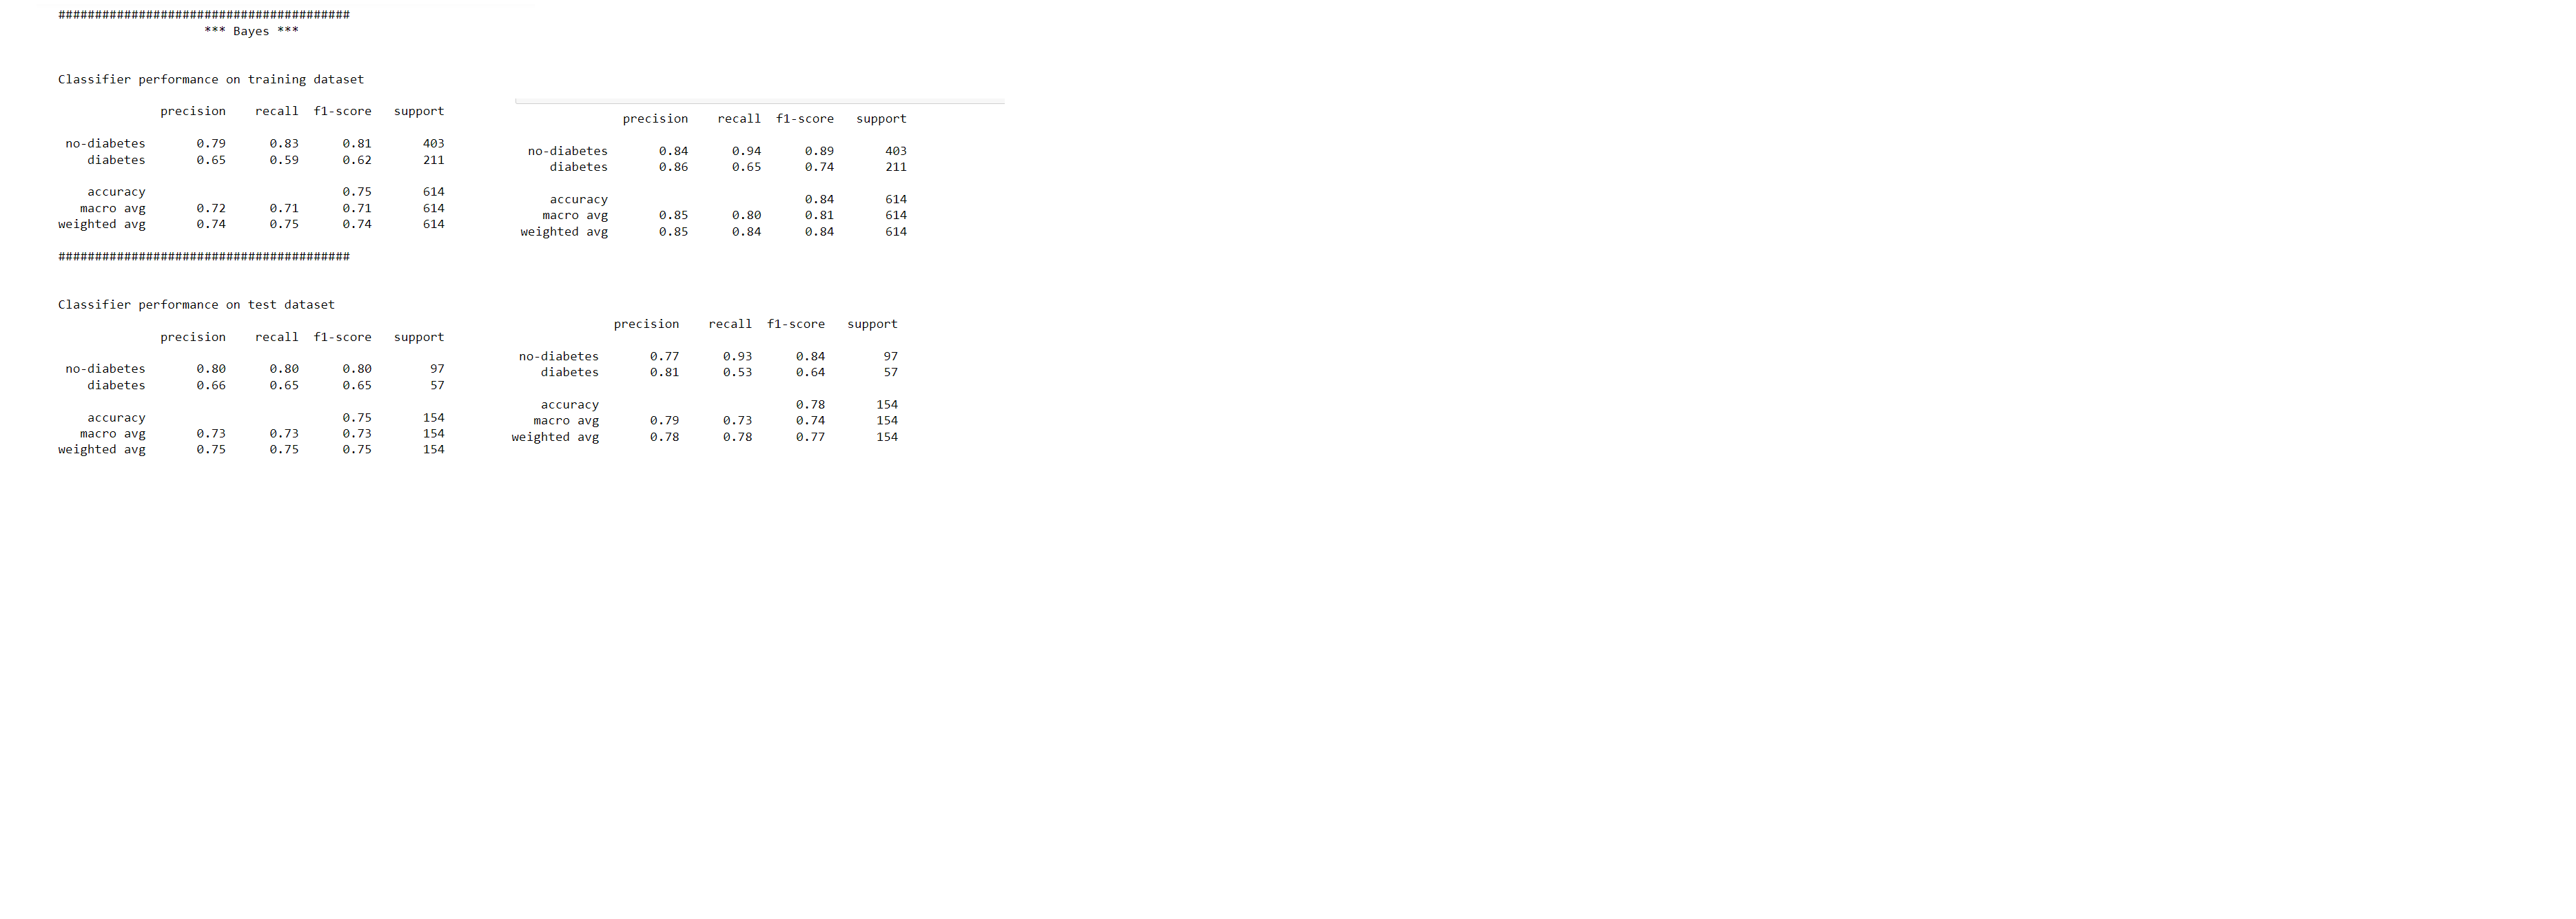 ########################################
*** Bayes ***
Classifier performance on training dataset
precision recall f1-score support
no-diabetes 0.79 0.83 0.81 403
diabetes 0.65 0.59 0.62 211
accuracy 0.75 614
macro avg 0.72 0.71 0.71 614
weighted avg 0.74 0.75 0.74 614
########################################
Classifier performance on test dataset
precision recall f1-score support
no-diabetes 0.80 0.80 0.80 97
diabetes 0.66 0.65 0.65 57
accuracy 0.75 154
macro avg 0.73 0.73 0.73 154
weighted avg 0.75 0.75 0.75 154
precision recall f1-score support
no-diabetes 0.84 0.94 0.89 403
diabetes 0.86 0.65 0.74 211
accuracy 0.84 614
macro avg 0.85 0.80 0.81 614
weighted avg 0.85 0.84 0.84 614
precision recall f1-score support
no-diabetes 0.77 0.93 0.84 97
diabetes 0.81 0.53 0.64 57
accuracy 0.78 154
macro avg 0.79 0.73 0.74 154
weighted avg 0.78 0.78 0.77 154